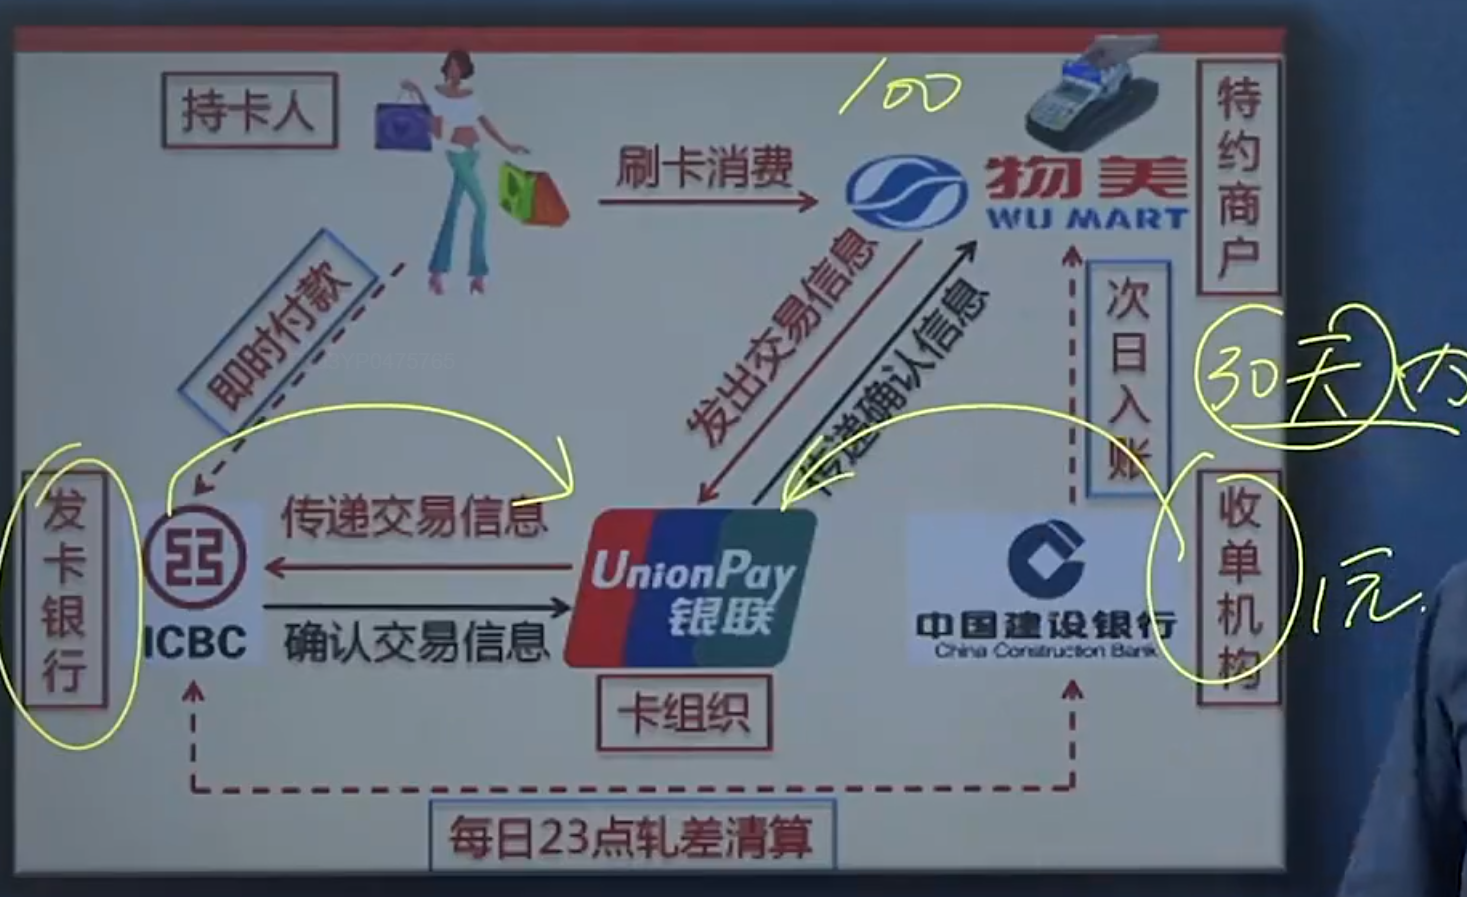 持卡人
100
特约商户
刷卡消费
物美
WU MART
即时付款
发出交易信息
传递确认信息
次日入账
30天内
发卡银行
ICBC
传递交易信息
确认交易信息
UnionPay
银联
卡组织
中国建设银行
China Construction Bank
收单机构
1元.
每日23点轧差清算